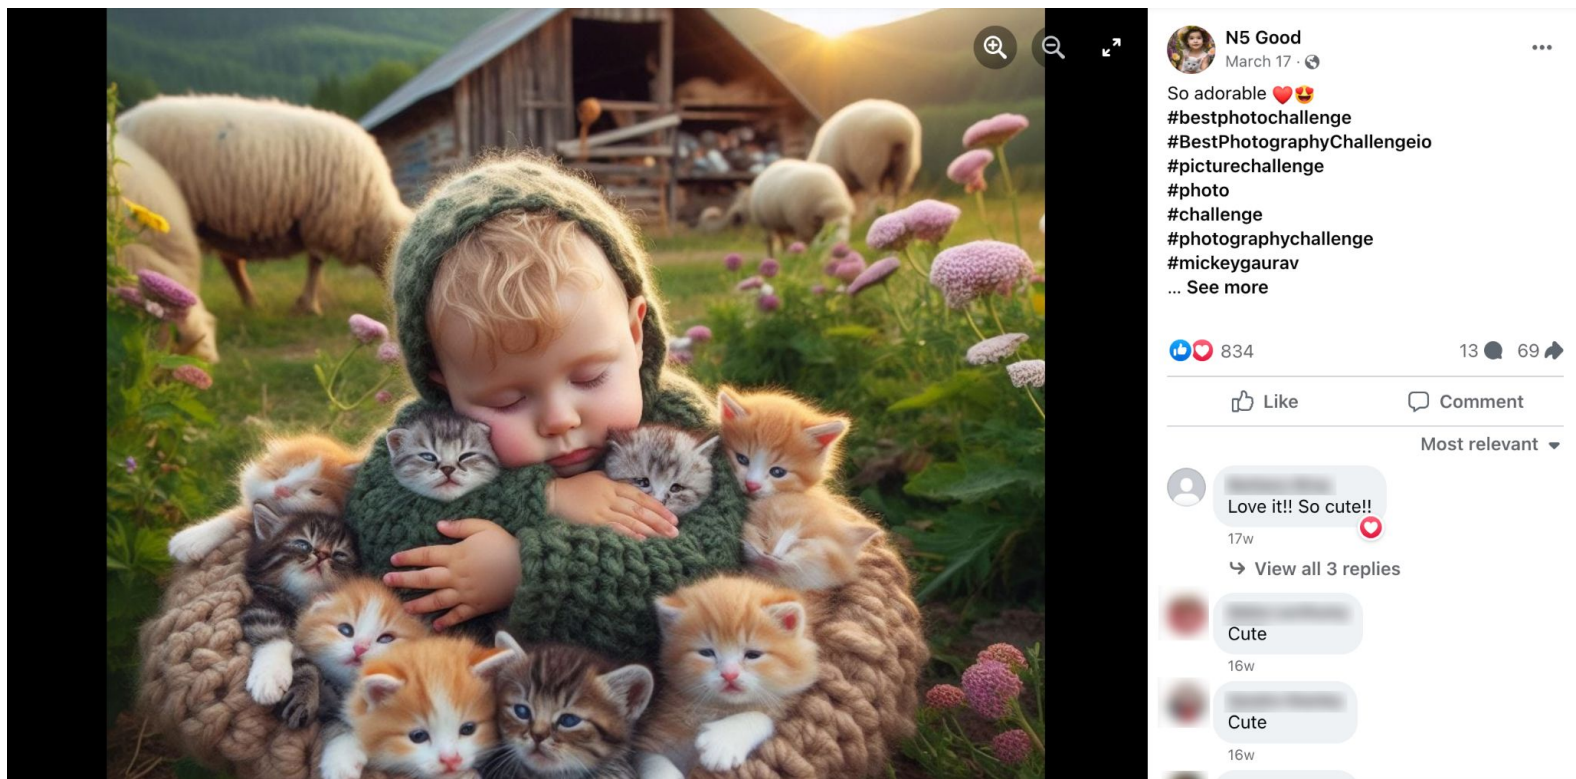 N5 Good
March 17 ·
So adorable ❤️😍
#bestphotochallenge
#BestPhotographyChallengeio
#picturechallenge
#photo
#challenge
#photographychallenge
#mickeygaurav
... See more
834
13 69
Like Comment
Most relevant
Love it!! So cute!!
17w
View all 3 replies
Cute
16w
Cute
16w